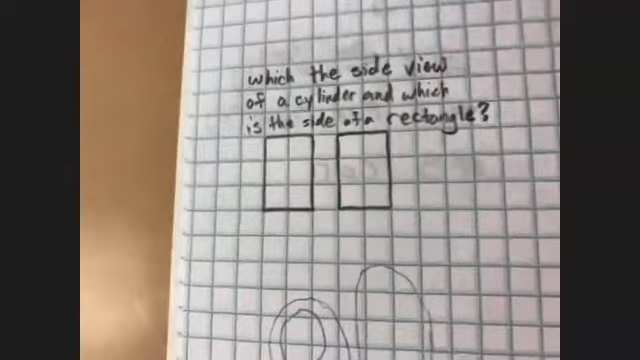 which the side view
of a cylinder and which
is the side of a rectangle?